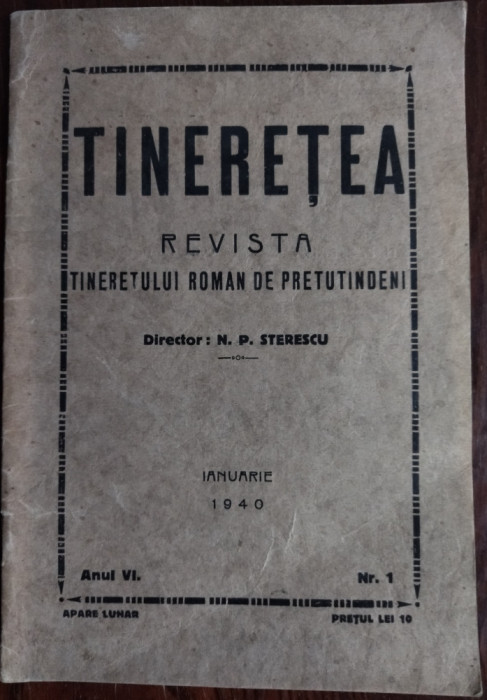 TINEREȚEA
REVISTA
TINERETULUI ROMAN DE PRETUTINDENI
Director: N. P. STERESCU
IANUARIE
1940
Anul VI. Nr. 1
APARE LUNAR PREȚUL LEI 10